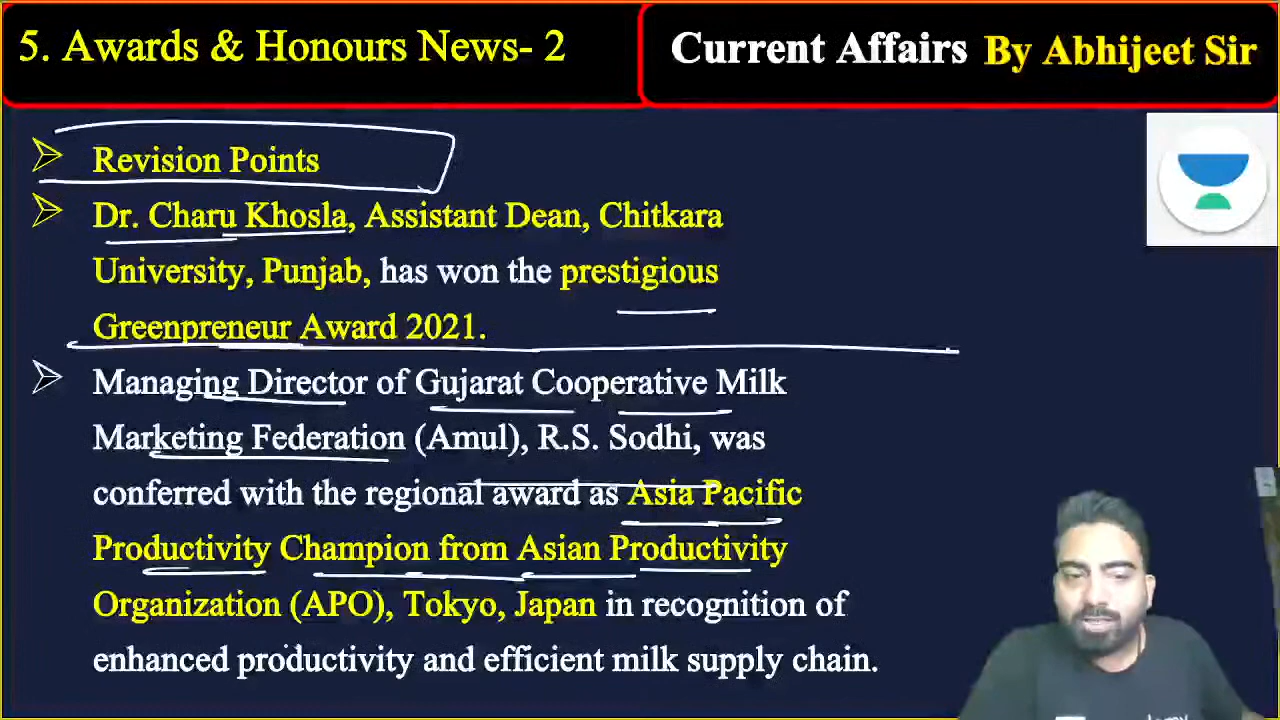 5. Awards & Honours News- 2
Current Affairs By Abhijeet Sir
Revision Points
Dr. Charu Khosla, Assistant Dean, Chitkara
University, Punjab, has won the prestigious
Greenpreneur Award 2021.
Managing Director of Gujarat Cooperative Milk
Marketing Federation (Amul), R.S. Sodhi, was
conferred with the regional award as Asia Pacific
Productivity Champion from Asian Productivity
Organization (APO), Tokyo, Japan in recognition of
enhanced productivity and efficient milk supply chain.